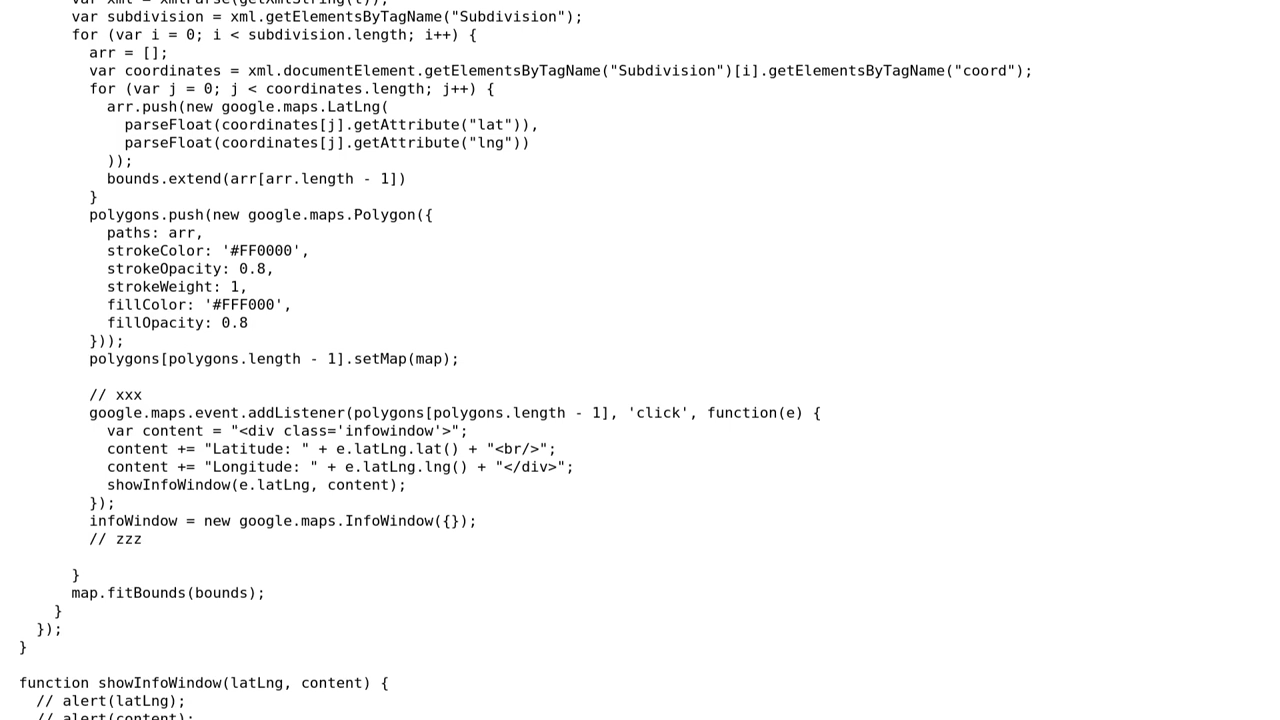 var xml = xmlParse(getXmlString(t));
var subdivision = xml.getElementsByTagName("Subdivision");
for (var i = 0; i < subdivision.length; i++) {
arr = [];
var coordinates = xml.documentElement.getElementsByTagName("Subdivision")[i].getElementsByTagName("coord");
for (var j = 0; j < coordinates.length; j++) {
arr.push(new google.maps.LatLng(
parseFloat(coordinates[j].getAttribute("lat")),
parseFloat(coordinates[j].getAttribute("lng"))
));
bounds.extend(arr[arr.length - 1])
}
polygons.push(new google.maps.Polygon({
paths: arr,
strokeColor: '#FF0000',
strokeOpacity: 0.8,
strokeWeight: 1,
fillColor: '#FFF000',
fillOpacity: 0.8
}));
polygons[polygons.length - 1].setMap(map);
// xxx
google.maps.event.addListener(polygons[polygons.length - 1], 'click', function(e) {
var content = "<div class='infowindow'>";
content += "Latitude: " + e.latLng.lat() + "<br/>";
content += "Longitude: " + e.latLng.lng() + "</div>";
showInfoWindow(e.latLng, content);
});
infoWindow = new google.maps.InfoWindow({});
// zzz
}
map.fitBounds(bounds);
}
});
}
function showInfoWindow(latLng, content) {
// alert(latLng);
// alert(content);